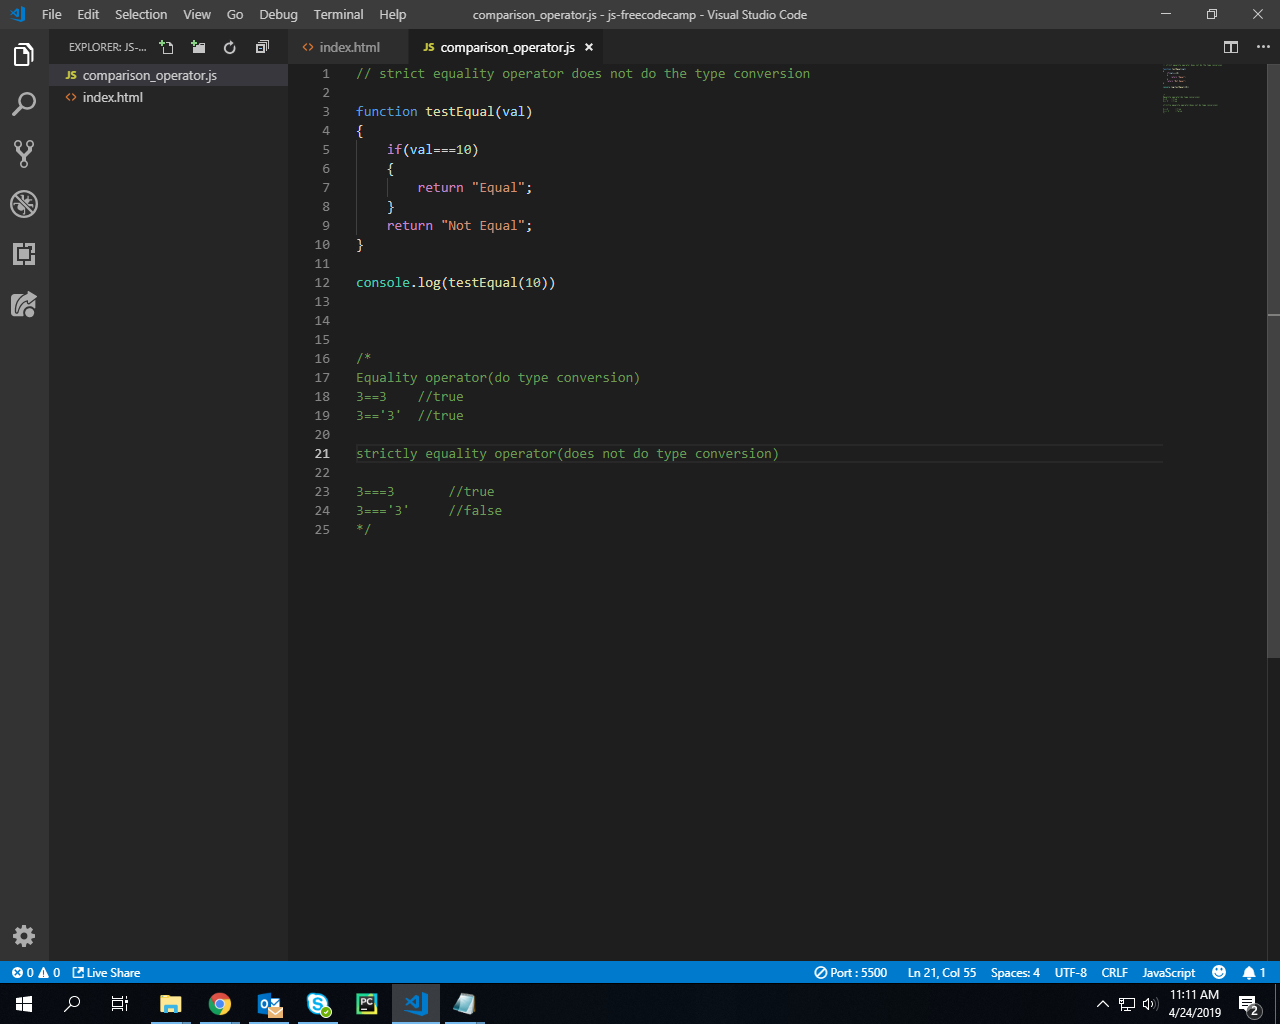 File Edit Selection View Go Debug Terminal Help comparison_operator.js - js-freecodecamp - Visual Studio Code
EXPLORER: JS-... <> index.html JS comparison_operator.js ×
JS comparison_operator.js
<> index.html
1 // strict equality operator does not do the type conversion
2
3 function testEqual(val)
4 {
5 if(val===10)
6 {
7 return "Equal";
8 }
9 return "Not Equal";
10 }
11
12 console.log(testEqual(10))
13
14
15
16 /*
17 Equality operator(do type conversion)
18 3==3 //true
19 3=='3' //true
20
21 strictly equality operator(does not do type conversion)
22
23 3===3 //true
24 3==='3' //false
25 */
0 0 Live Share Port : 5500 Ln 21, Col 55 Spaces: 4 UTF-8 CRLF JavaScript 1
PC 11:11 AM
4/24/2019 2